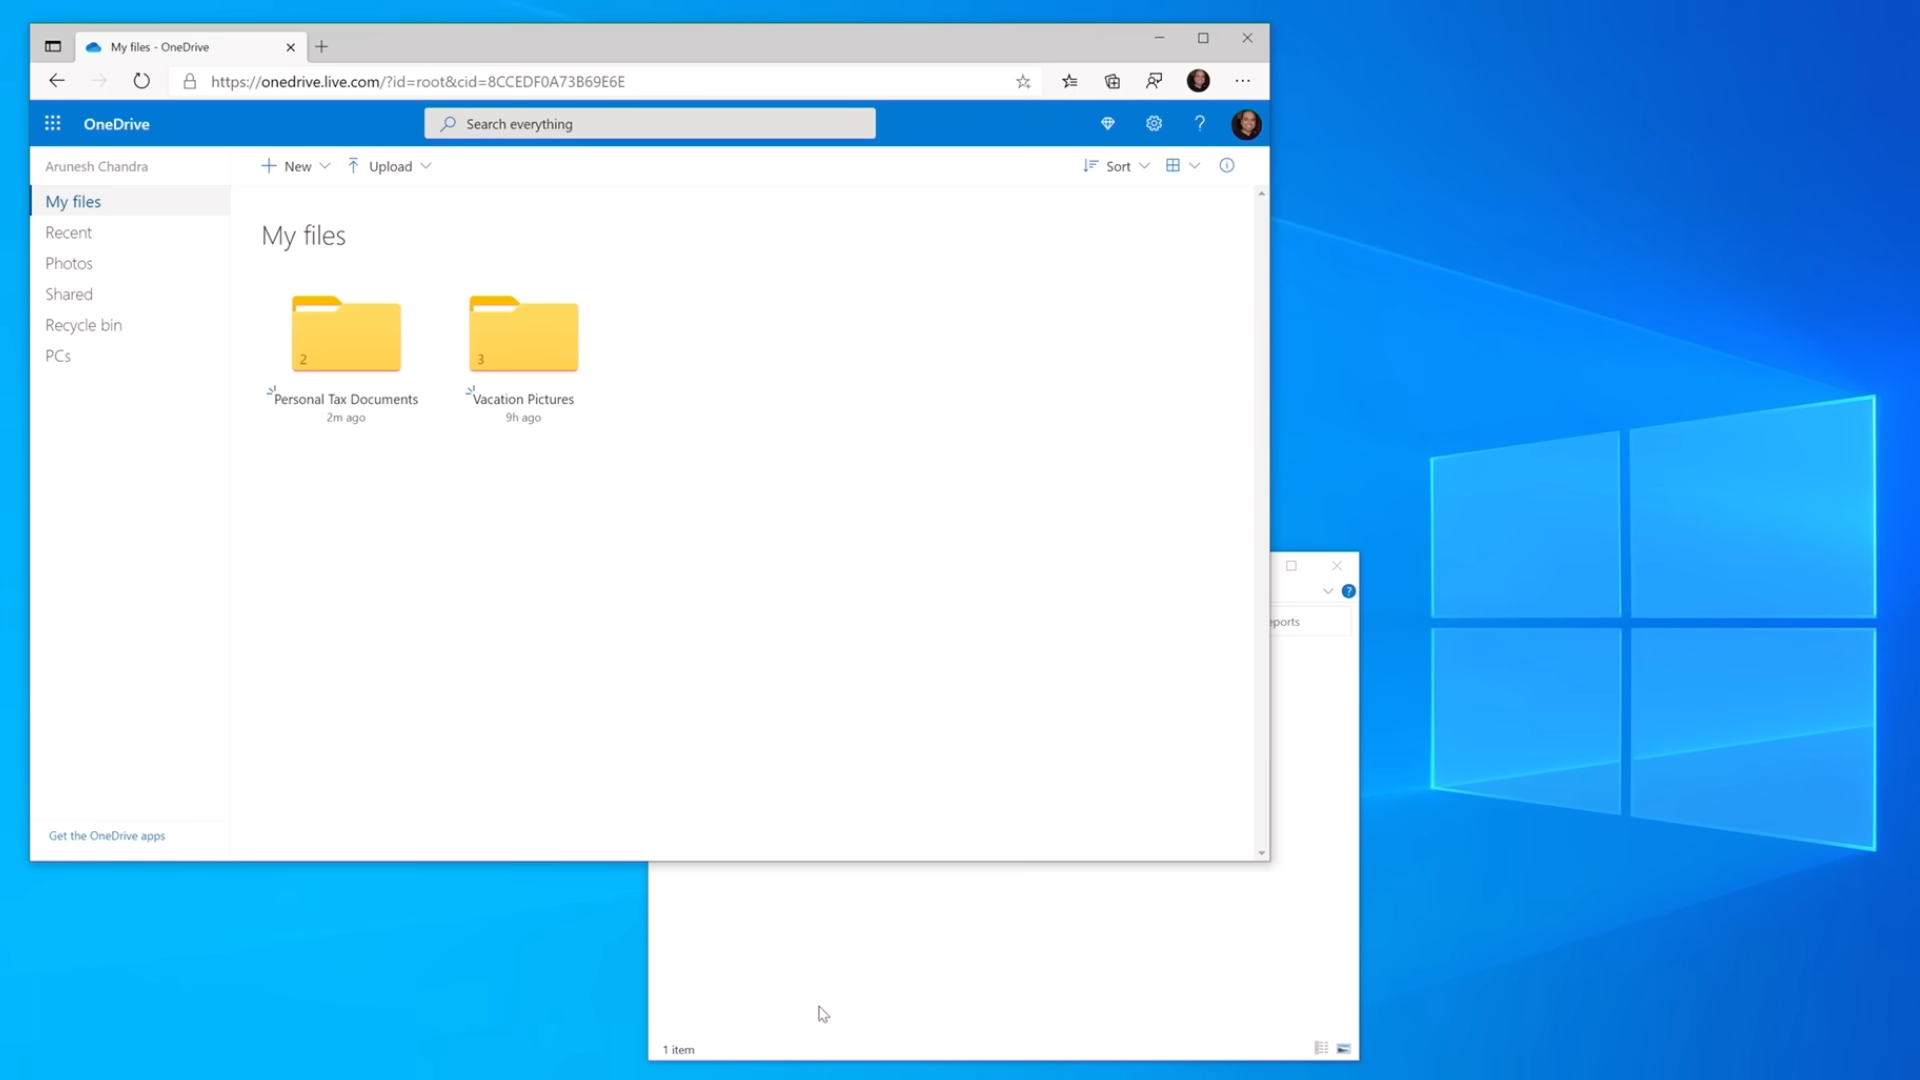 My files - OneDrive
https://onedrive.live.com/?id=root&cid=8CCEDF0A73B69E6E
OneDrive
Search everything
?
Arunesh Chandra
New
Upload
Sort
My files
Recent
Photos
Shared
Recycle bin
PCs
My files
2
3
Personal Tax Documents
Vacation Pictures
2m ago
9h ago
?
eports
Get the OneDrive apps
1 item